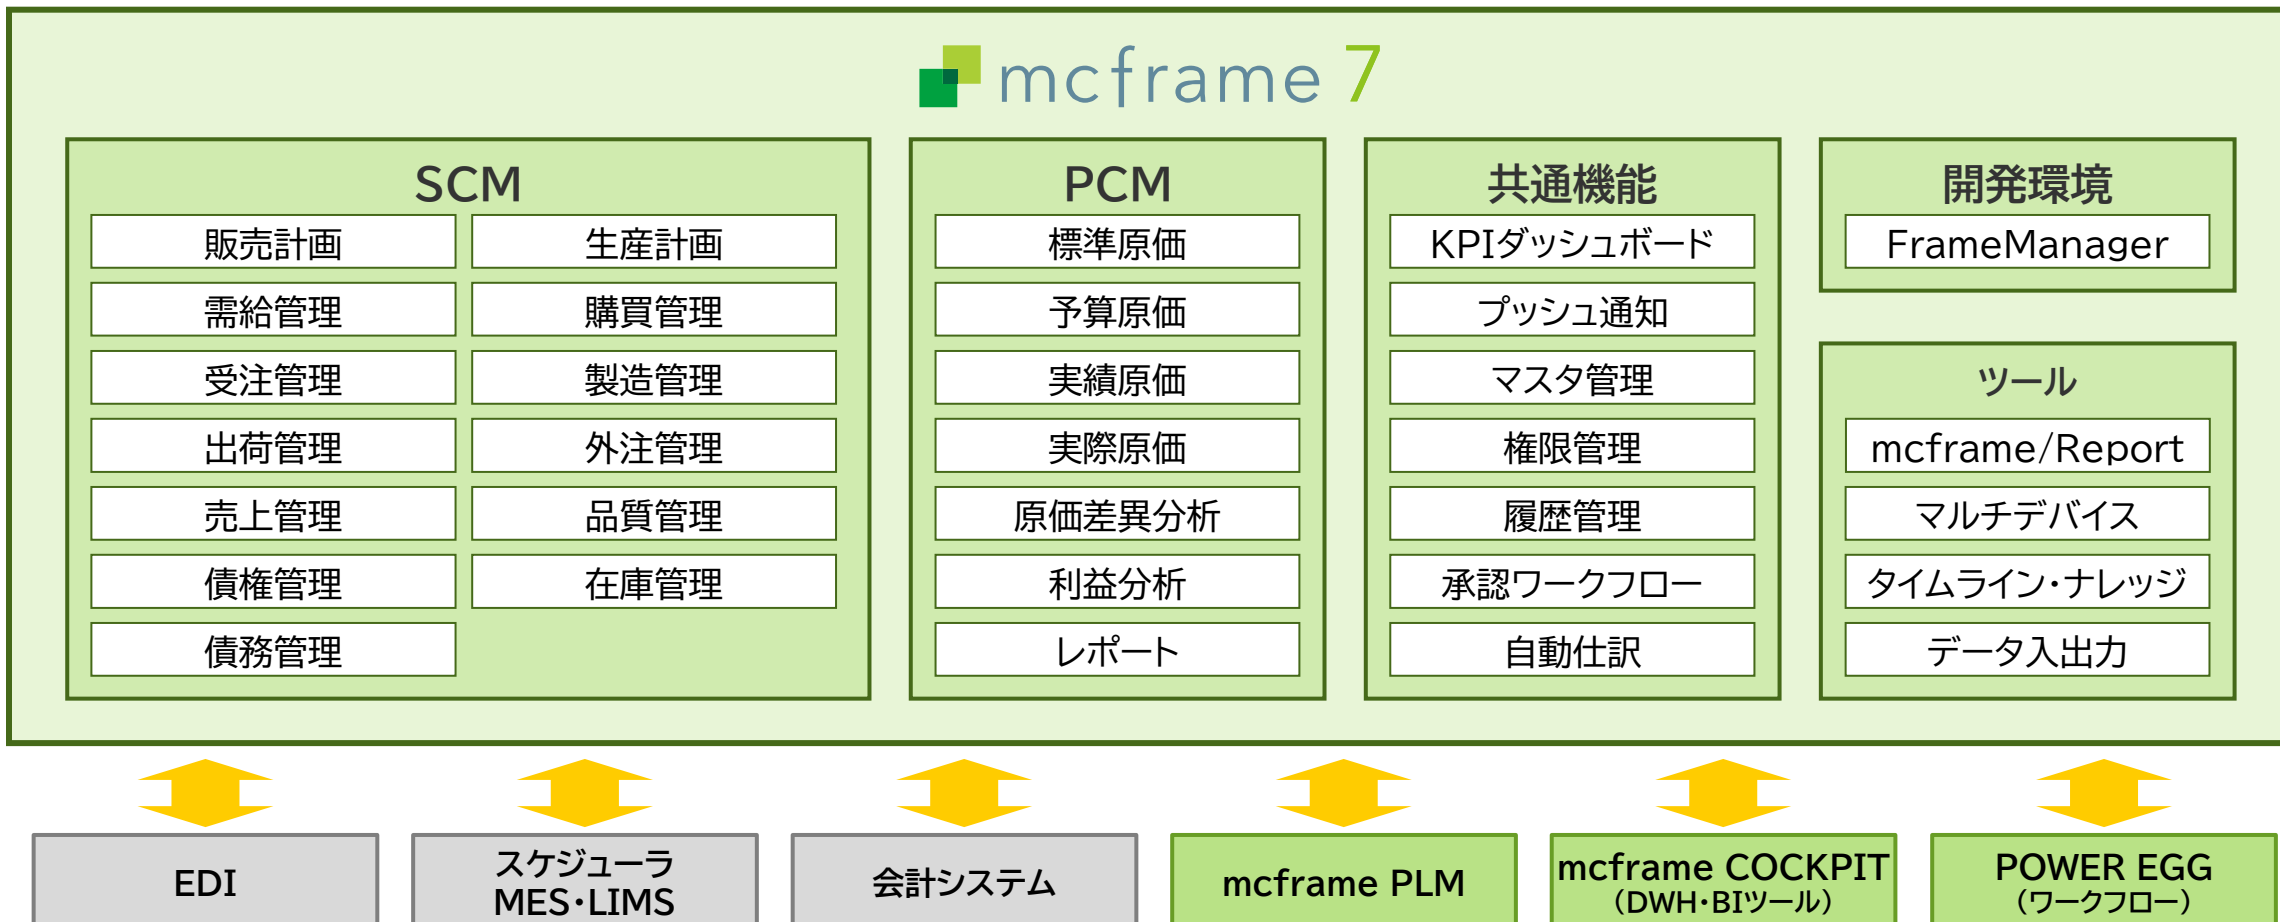 mcframe 7
SCM
販売計画
需給管理
受注管理
出荷管理
売上管理
債権管理
債務管理
生産計画
購買管理
製造管理
外注管理
品質管理
在庫管理
PCM
標準原価
予算原価
実績原価
実際原価
原価差異分析
利益分析
レポート
共通機能
KPIダッシュボード
プッシュ通知
マスタ管理
権限管理
履歴管理
承認ワークフロー
自動仕訳
開発環境
FrameManager
ツール
mcframe/Report
マルチデバイス
タイムライン・ナレッジ
データ入出力
EDI
スケジューラ
MES・LIMS
会計システム
mcframe PLM
mcframe COCKPIT
（DWH・BIツール）
POWER EGG
（ワークフロー）